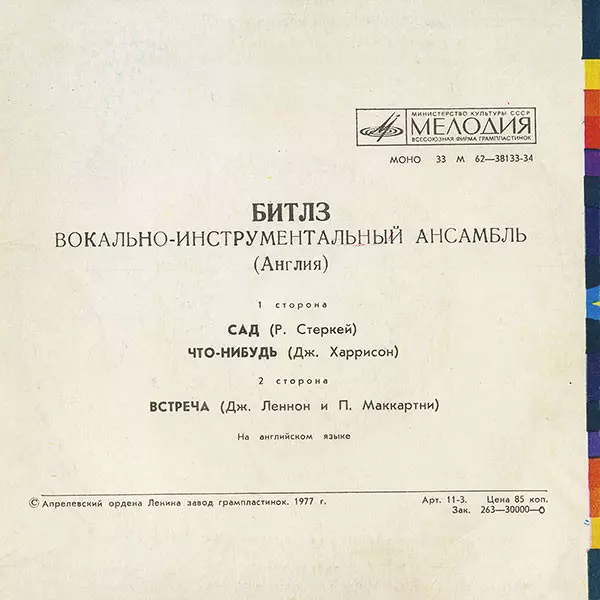 МИНИСТЕРСТВО КУЛЬТУРЫ СССР
МЕЛОДИЯ
ВСЕСОЮЗНАЯ ФИРМА ГРАМПЛАСТИНОК
МОНО 33 М 62—38133-34
БИТЛЗ
ВОКАЛЬНО-ИНСТРУМЕНТАЛЬНЫЙ АНСАМБЛЬ
(Англия)
1 сторона
САД (Р. Стеркей)
ЧТО-НИБУДЬ (Дж. Харрисон)
2 сторона
ВСТРЕЧА (Дж. Леннон и П. Маккартни)
На английском языке
© Апрелевский ордена Ленина завод грампластинок. 1977 г.
Арт. 11-3. Цена 85 коп.
Зак. 263—30000—0